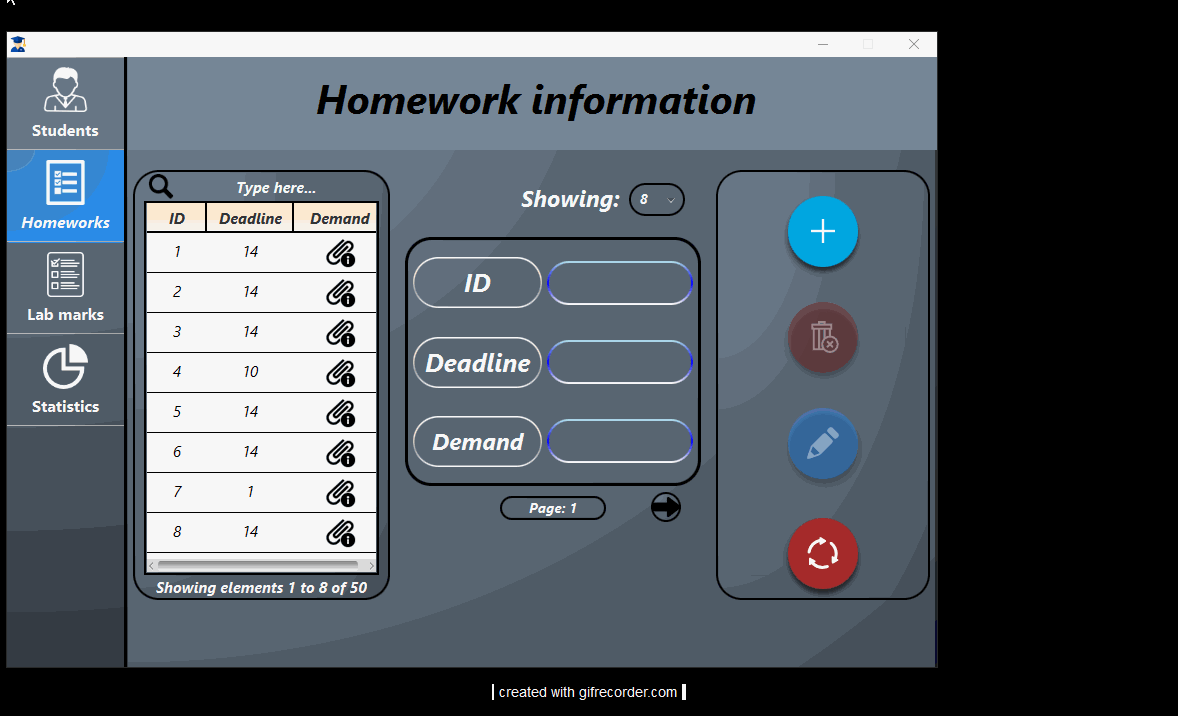 Homework information
Students
Homeworks
Lab marks
Statistics
Type here...
ID Deadline Demand
1 14
2 14
3 14
4 10
5 14
6 14
7 1
8 14
Showing elements 1 to 8 of 50
Showing: 8
ID
Deadline
Demand
Page: 1
created with gifrecorder.com